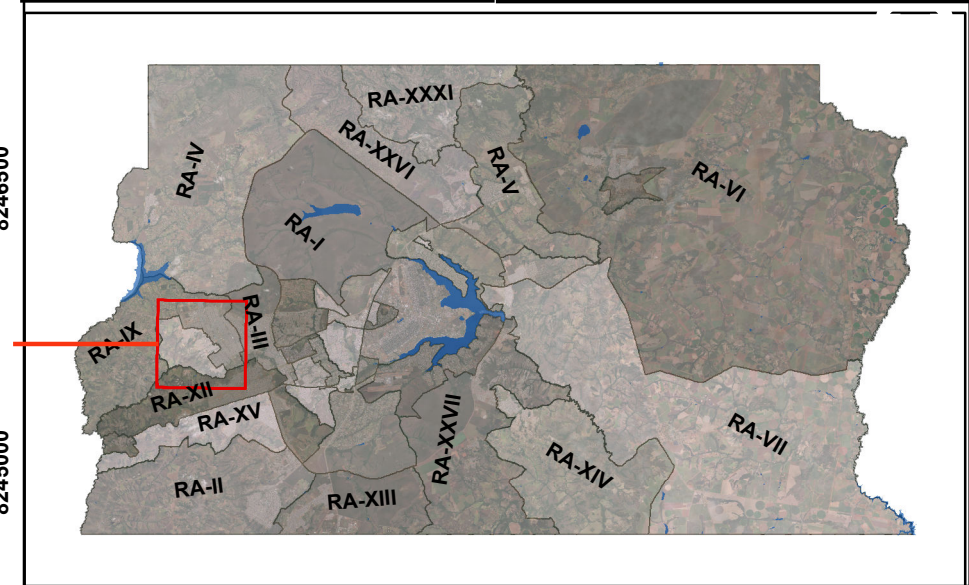 8246500
8245000
RA-XXXI
RA-XXVI
RA-IV
RA-V
RA-VI
RA-I
RA-III
RA-IX
RA-XII
RA-XV
RA-XXVII
RA-VII
RA-XIV
RA-II
RA-XIII